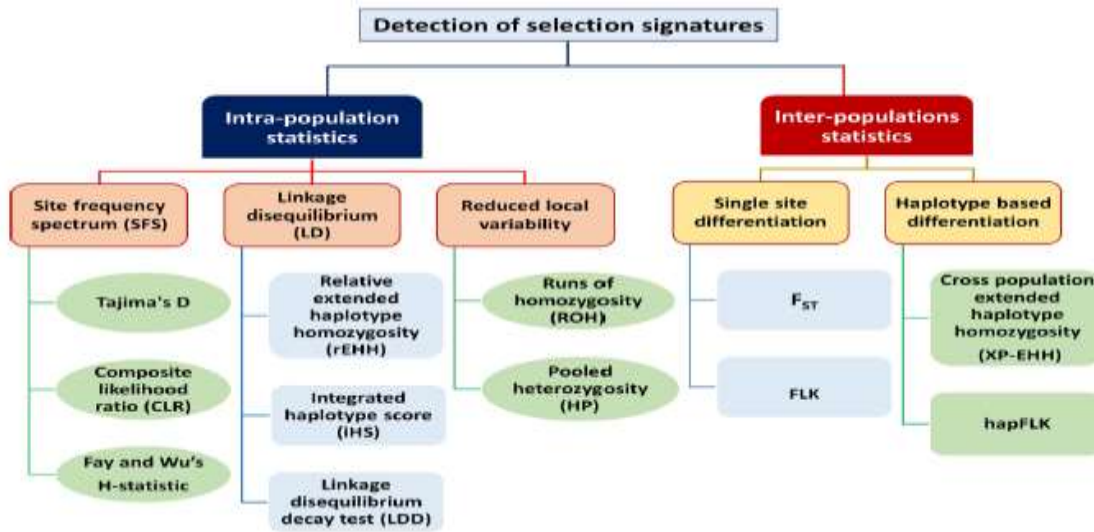 Detection of selection signatures
Intra-population
statistics
Inter-populations
statistics
Site frequency
spectrum (SFS)
Linkage
disequilibrium
(LD)
Reduced local
variability
Single site
differentiation
Haplotype based
differentiation
Tajima's D
Composite
likelihood
ratio (CLR)
Fay and Wu's
H-statistic
Relative
extended
haplotype
homozygosity
(rEHH)
Integrated
haplotype score
(iHS)
Linkage
disequilibrium
decay test (LDD)
Runs of
homozygosity
(ROH)
Pooled
heterozygosity
(HP)
FST
FLK
Cross population
extended
haplotype
homozygosity
(XP-EHH)
hapFLK